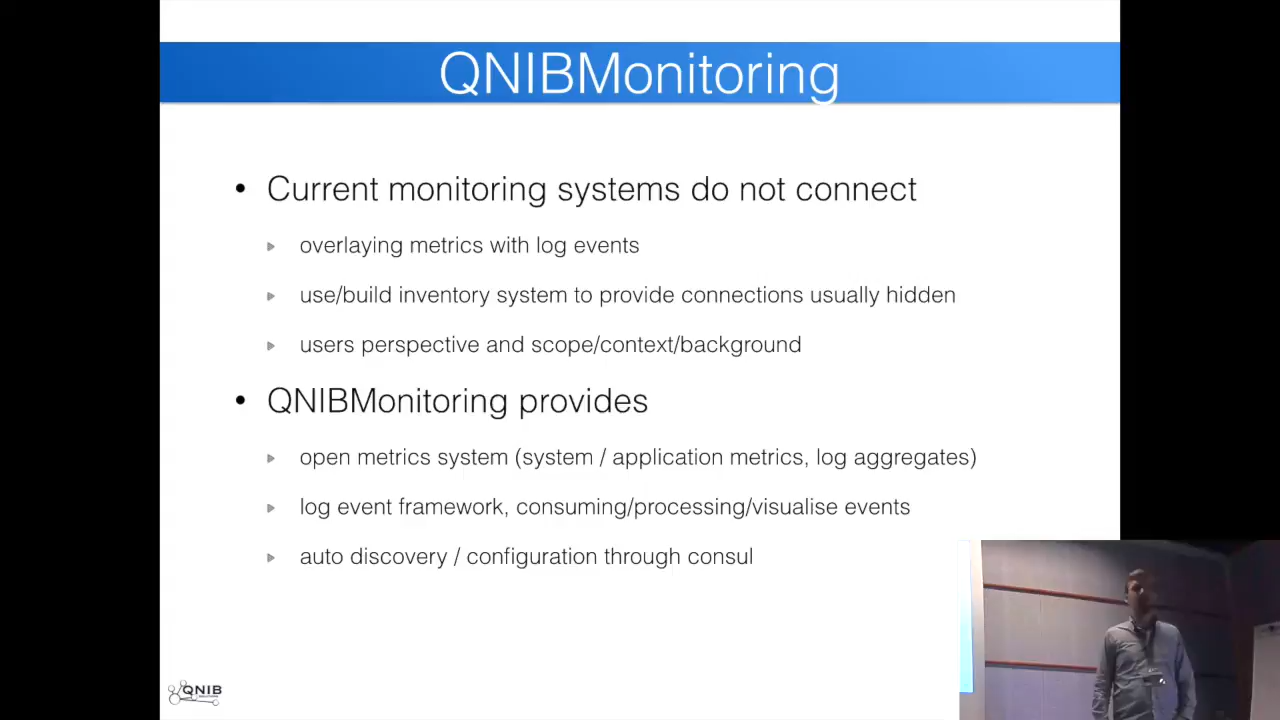 QNIBMonitoring
• Current monitoring systems do not connect
overlaying metrics with log events
use/build inventory system to provide connections usually hidden
users perspective and scope/context/background
• QNIBMonitoring provides
open metrics system (system / application metrics, log aggregates)
log event framework, consuming/processing/visualise events
auto discovery / configuration through consul
QNIB
SOLUTIONS